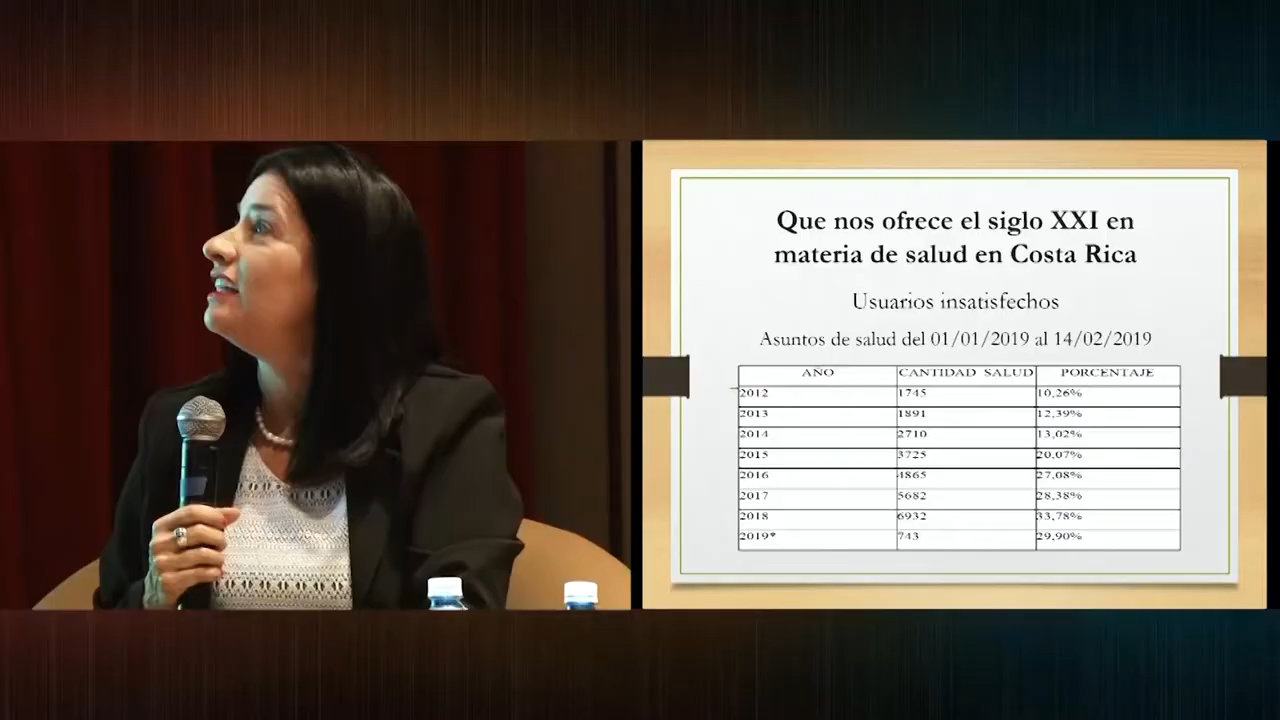 Que nos ofrece el siglo XXI en
materia de salud en Costa Rica
Usuarios insatisfechos
Asuntos de salud del 01/01/2019 al 14/02/2019
AÑO CANTIDAD SALUD PORCENTAJE
2012 1745 10,26%
2013 1891 12,39%
2014 2710 13,02%
2015 3725 20,07%
2016 4865 27,08%
2017 5682 28,38%
2018 6932 33,78%
2019* 743 29,90%